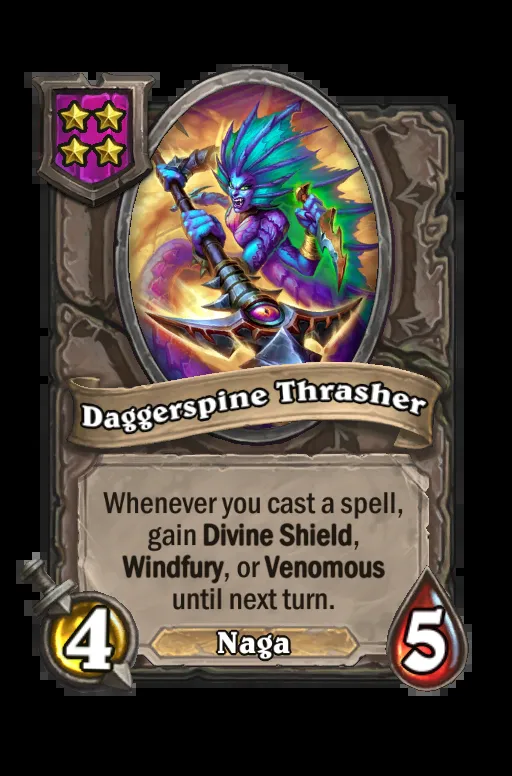 Daggerspine Thrasher
Whenever you cast a spell,
gain Divine Shield,
Windfury, or Venomous
until next turn.
4
Naga
5